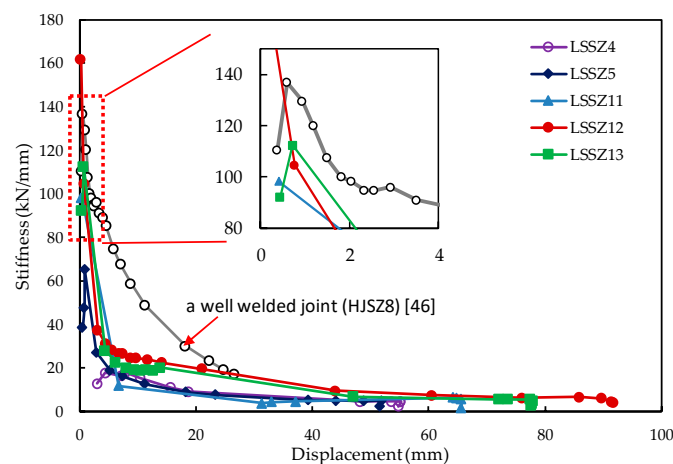 180
160
140
120
100
80
60
40
20
0
Stiffness (kN/mm)
0
20
40
60
80
100
Displacement (mm)
140
120
100
80
0
2
4
LSSZ4
LSSZ5
LSSZ11
LSSZ12
LSSZ13
a well welded joint (HJSZ8) [46]